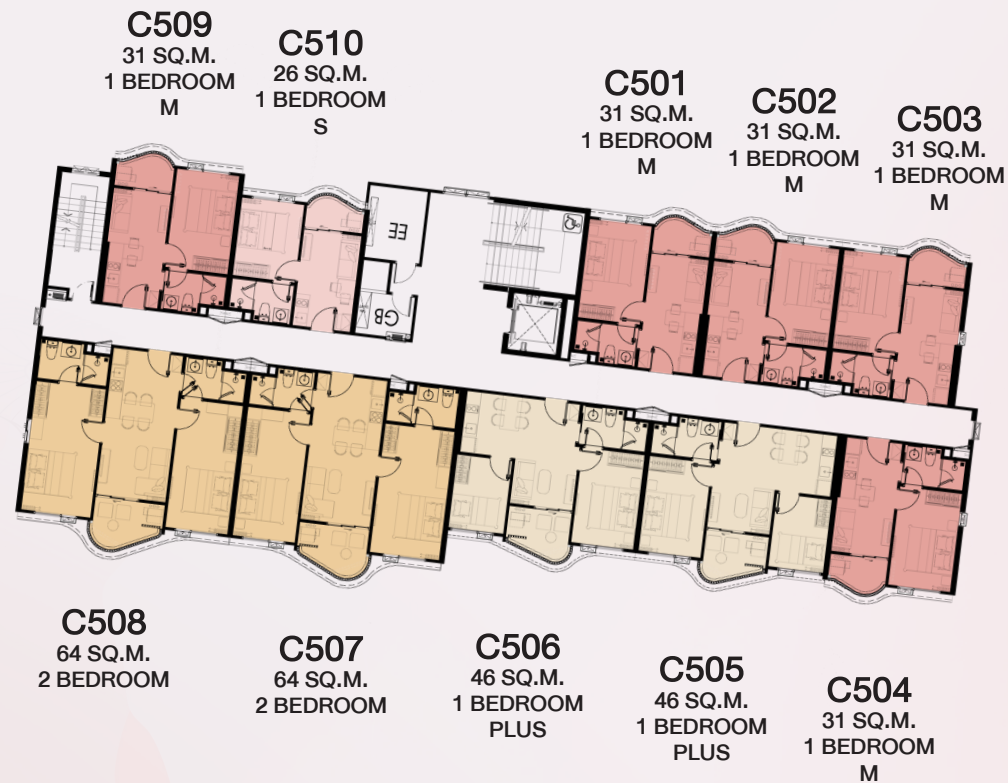 C509
31 SQ.M.
1 BEDROOM
M
C510
26 SQ.M.
1 BEDROOM
S
C501
31 SQ.M.
1 BEDROOM
M
C502
31 SQ.M.
1 BEDROOM
M
C503
31 SQ.M.
1 BEDROOM
M
EE
GB
C508
64 SQ.M.
2 BEDROOM
C507
64 SQ.M.
2 BEDROOM
C506
46 SQ.M.
1 BEDROOM
PLUS
C505
46 SQ.M.
1 BEDROOM
PLUS
C504
31 SQ.M.
1 BEDROOM
M